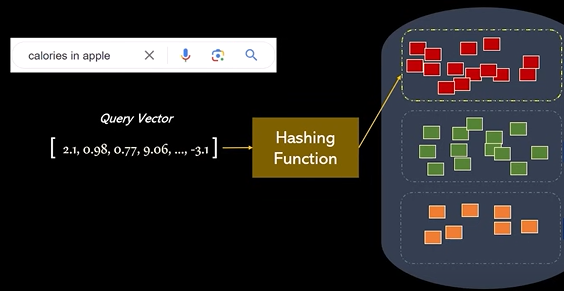 calories in apple
Query Vector
[ 2.1, 0.98, 0.77, 9.06, ..., -3.1 ]
Hashing
Function